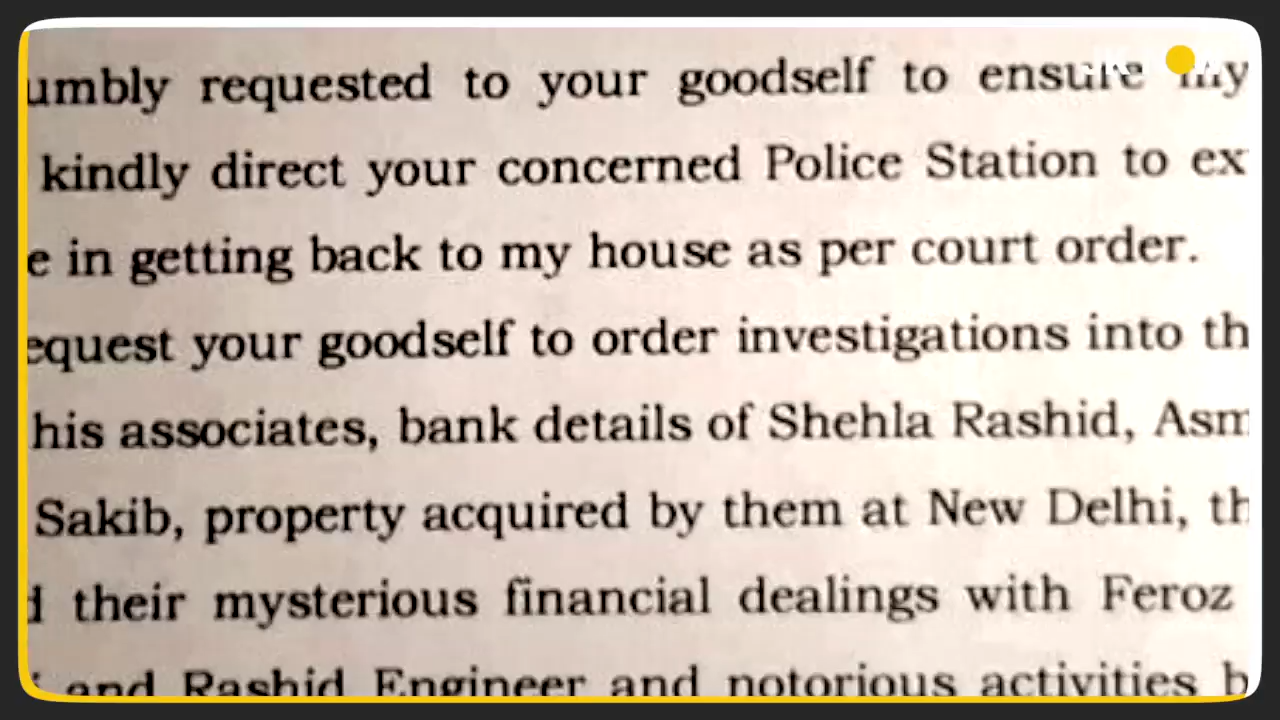 umbly requested to your goodself to ensure my
kindly direct your concerned Police Station to ex
e in getting back to my house as per court order.
equest your goodself to order investigations into th
his associates, bank details of Shehla Rashid, Asm
Sakib, property acquired by them at New Delhi, th
d their mysterious financial dealings with Feroz
and Rashid Engineer and notorious activities b